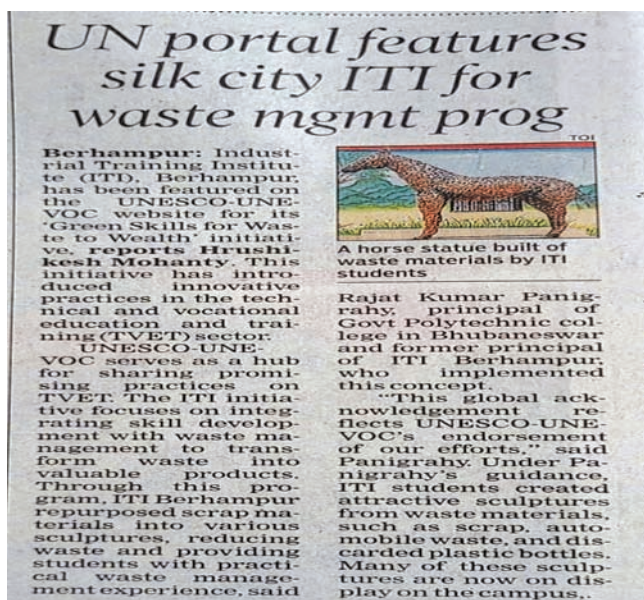 UN portal features
silk city ITI for
waste mgmt prog
Berhampur: Indust-
rial Training Institu-
te (ITI), Berhampur,
has been featured on
the UNESCO-UNE-
VOC website for its
‘Green Skills for Was-
te to Wealth’ initiati-
ve, reports Hrushi-
kesh Mohanty. This
initiative has intro-
duced innovative
practices in the tech-
nical and vocational
education and trai-
ning (TVET) sector.
UNESCO-UNE-
VOC serves as a hub
for sharing promi-
sing practices on
TVET. The ITI initia-
tive focuses on integ-
rating skill develop-
ment with waste ma-
nagement to trans-
form waste into
valuable products.
Through this pro-
gram, ITI Berhampur
repurposed scrap ma-
terials into various
sculptures, reducing
waste and providing
students with practi-
cal waste manage-
ment experience, said
TOI
A horse statue built of
waste materials by ITI
students
Rajat Kumar Panig-
rahy, principal of
Govt Polytechnic col-
lege in Bhubaneswar
and former principal
of ITI Berhampur,
who implemented
this concept.
“This global ack-
nowledgement re-
flects UNESCO-UNE-
VOC’s endorsement
of our efforts,” said
Panigrahy. Under Pa-
nigrahy’s guidance,
ITI students created
attractive sculptures
from waste materials,
such as scrap, auto-
mobile waste, and dis-
carded plastic bottles.
Many of these sculp-
tures are now on dis-
play on the campus..